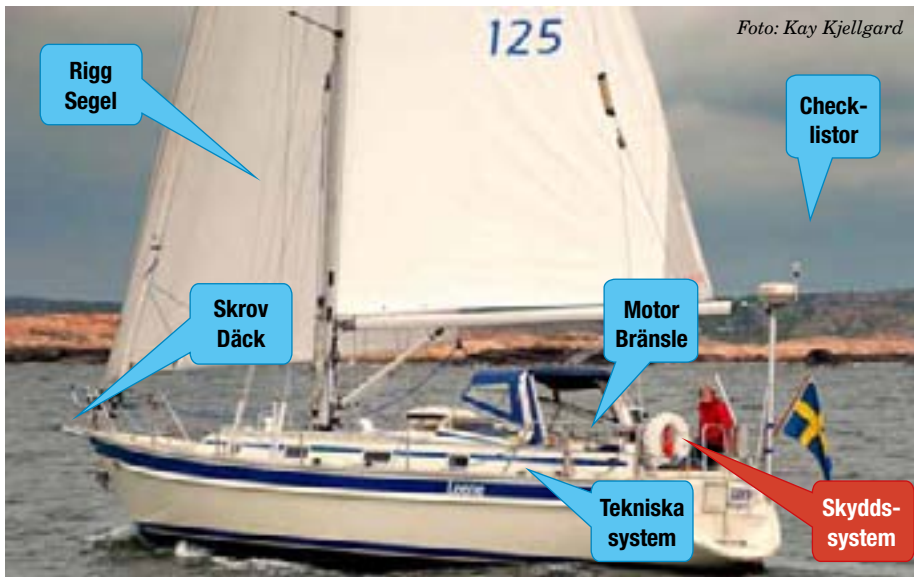 125
Foto: Kay Kjellgard
Rigg
Segel
Check-
listor
Skrov
Däck
Motor
Bränsle
Tekniska
system
Skydds-
system